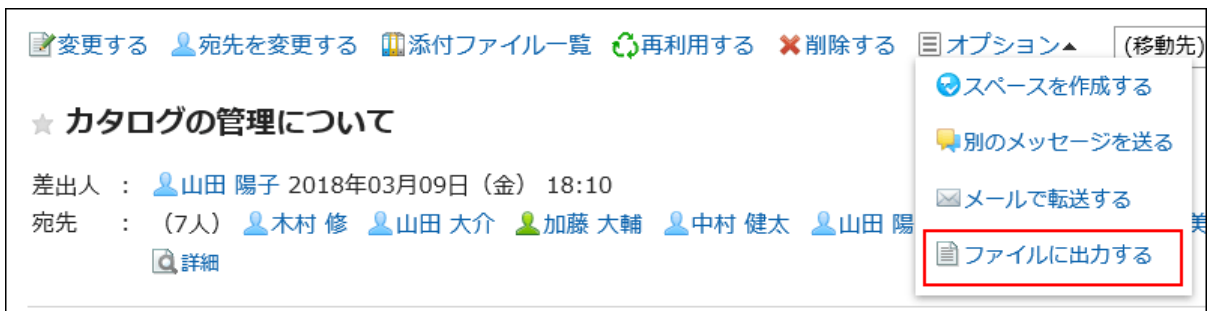 変更する 宛先を変更する 添付ファイル一覧 再利用する 削除する オプション▲ (移動先)
スペースを作成する
カタログの管理について
別のメッセージを送る
差出人 : 山田 陽子 2018年03月09日（金） 18:10
メールで転送する
宛先 : （7人） 木村 修 山田 大介 加藤 大輔 中村 健太 山田 陽 美
ファイルに出力する
詳細